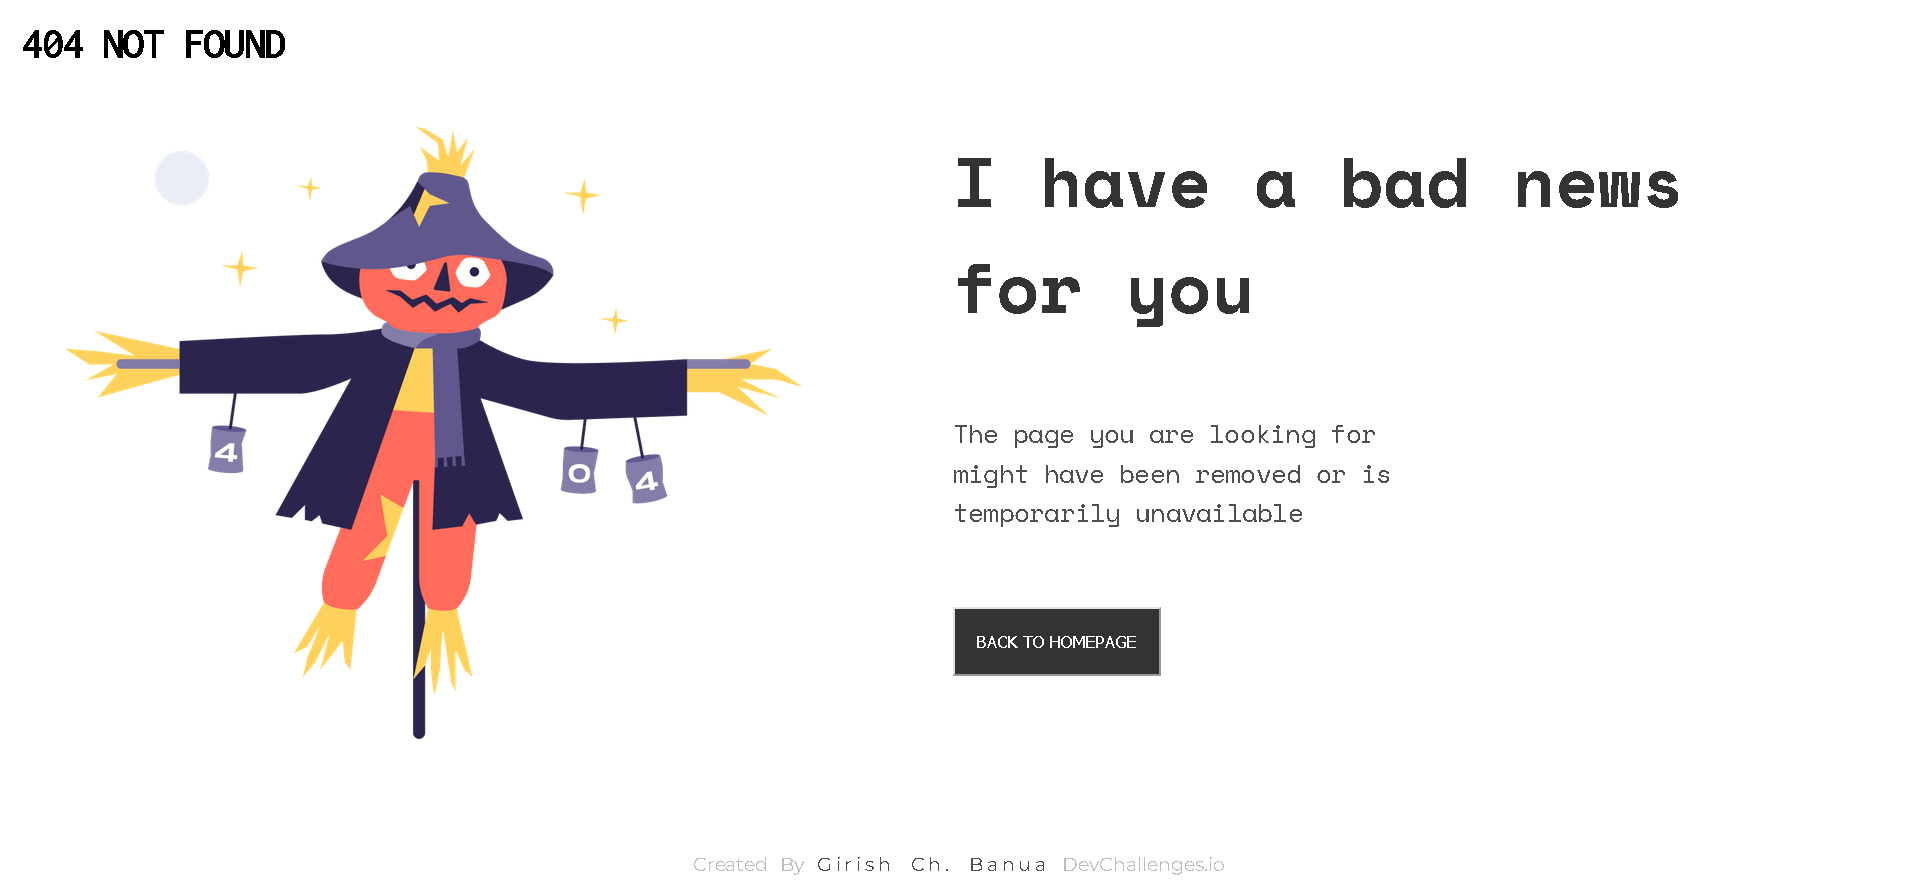 404 NOT FOUND
I have a bad news
for you
4
0
4
The page you are looking for
might have been removed or is
temporarily unavailable
BACK TO HOMEPAGE
Created By Girish Ch. Banua DevChallenges.io